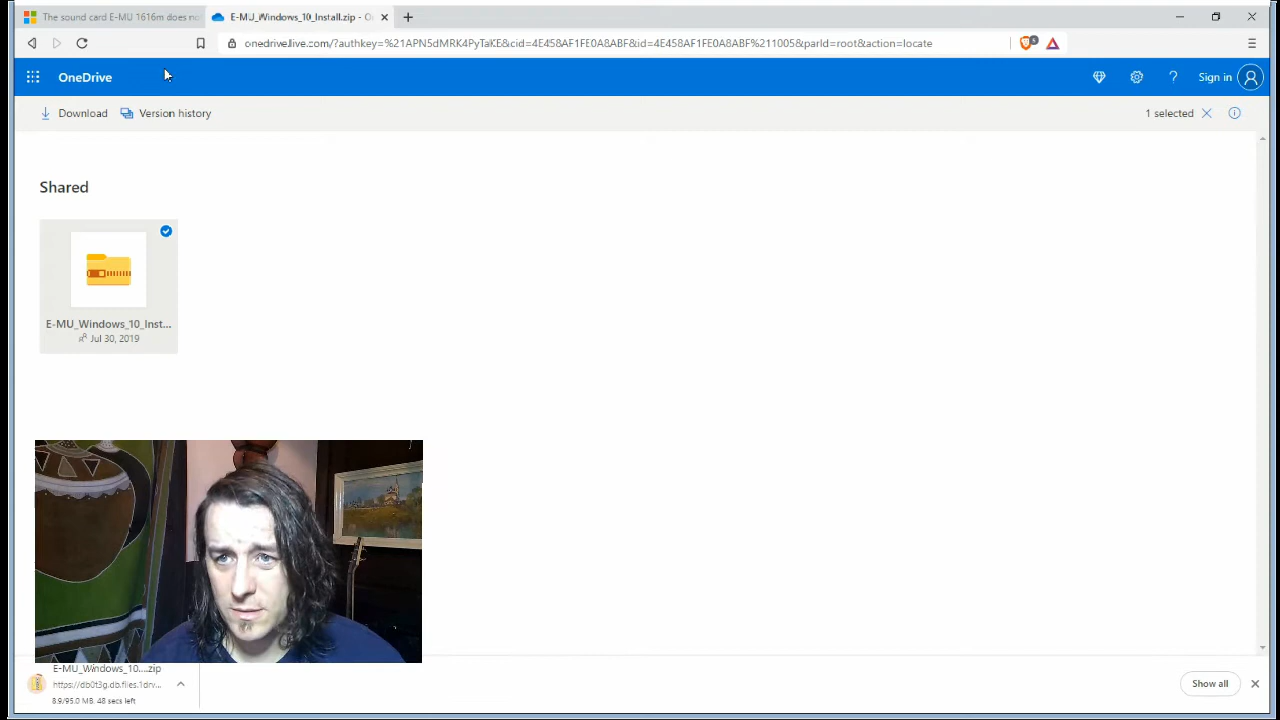 The sound card E-MU 1616m does no
E-MU_Windows_10_Install.zip - O
onedrive.live.com/?authkey=%21APN5dMRK4PyTaKE&cid=4E458AF1FE0A8ABF&id=4E458AF1FE0A8ABF%211005&parId=root&action=locate
OneDrive
Sign in
Download
Version history
1 selected
Shared
E-MU_Windows_10_Inst...
Jul 30, 2019
E-MU_Windows_10....zip
https://db0t3g.db.files.1drv...
8.9/95.0 MB, 48 secs left
Show all